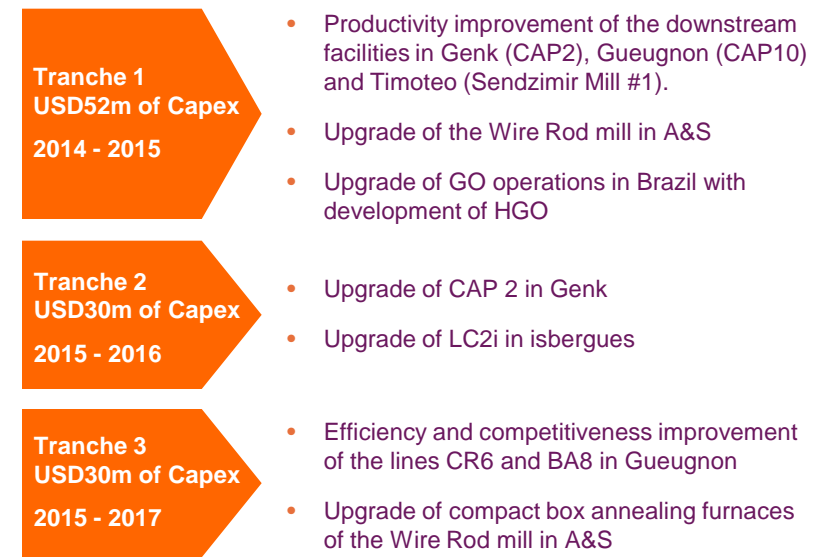 Tranche 1
USD52m of Capex
2014 - 2015
• Productivity improvement of the downstream
facilities in Genk (CAP2), Gueugnon (CAP10)
and Timoteo (Sendzimir Mill #1).
• Upgrade of the Wire Rod mill in A&S
• Upgrade of GO operations in Brazil with
development of HGO
Tranche 2
USD30m of Capex
2015 - 2016
• Upgrade of CAP 2 in Genk
• Upgrade of LC2i in isbergues
Tranche 3
USD30m of Capex
2015 - 2017
• Efficiency and competitiveness improvement
of the lines CR6 and BA8 in Gueugnon
• Upgrade of compact box annealing furnaces
of the Wire Rod mill in A&S